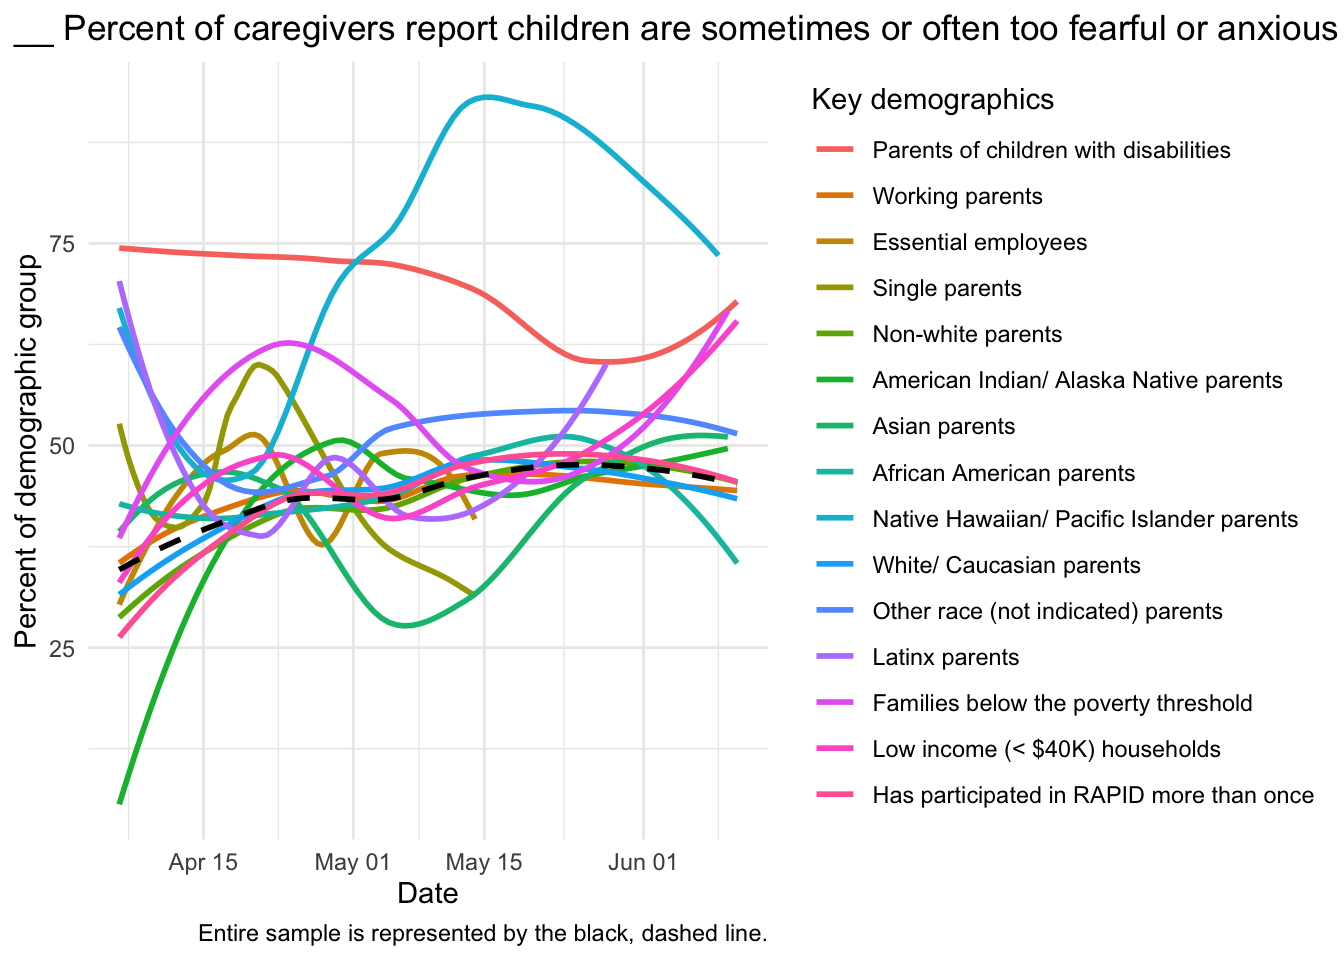 __ Percent of caregivers report children are sometimes or often too fearful or anxious
Key demographics
Parents of children with disabilities
Working parents
Essential employees
Single parents
Non-white parents
American Indian/ Alaska Native parents
Asian parents
African American parents
Native Hawaiian/ Pacific Islander parents
White/ Caucasian parents
Other race (not indicated) parents
Latinx parents
Families below the poverty threshold
Low income (< $40K) households
Has participated in RAPID more than once
Percent of demographic group
75
50
25
Apr 15
May 01
May 15
Jun 01
Date
Entire sample is represented by the black, dashed line.